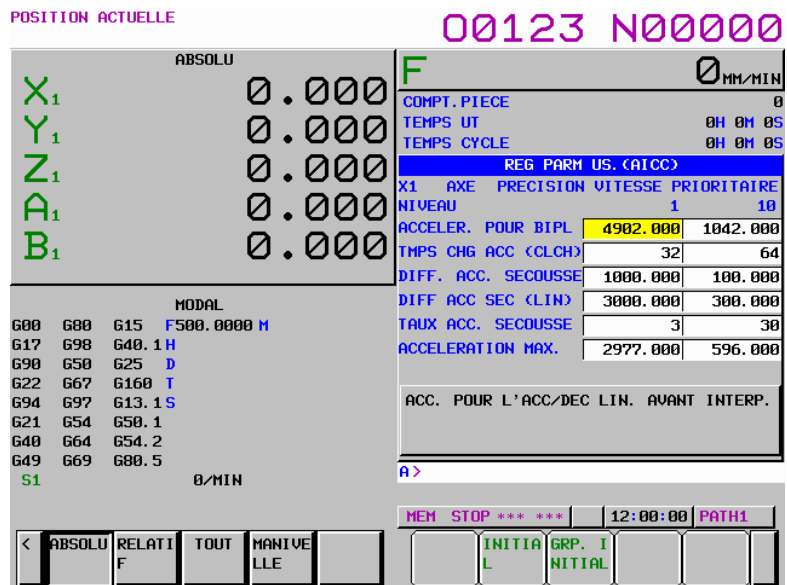 POSITION ACTUELLE
O0123 N00000
ABSOLU
X1 0.000
Y1 0.000
Z1 0.000
A1 0.000
B1 0.000
F 0 MM/MIN
COMPT.PIECE 0
TEMPS UT 0H 0M 0S
TEMPS CYCLE 0H 0M 0S
REG PARM US.(AICC)
X1 AXE PRECISION VITESSE PRIORITAIRE
NIVEAU 1 10
ACCELER. POUR BIPL 4902.000 1042.000
TMPS CHG ACC (CLCH) 32 64
DIFF. ACC. SECOUSSE 1000.000 100.000
DIFF ACC SEC (LIN) 3000.000 300.000
TAUX ACC. SECOUSSE 3 30
ACCELERATION MAX. 2977.000 596.000
ACC. POUR L'ACC/DEC LIN. AVANT INTERP.
MODAL
G00 G80 G15 F500.0000 M
G17 G98 G40.1 H
G90 G50 G25 D
G22 G67 G160 T
G94 G97 G13.1 S
G21 G54 G50.1
G40 G64 G54.2
G49 G69 G80.5
S1 0/MIN
A>
MEM STOP *** *** 12:00:00 PATH1
< ABSOLU RELATI TOUT MANIVE INITIA GRP. I
F LLE L NITIAL